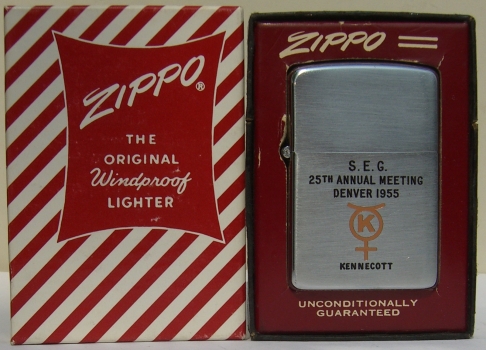 ZIPPO®
THE
ORIGINAL
Windproof
LIGHTER
ZIPPO
S.E.G.
25TH ANNUAL MEETING
DENVER 1955
K
KENNECOTT
UNCONDITIONALLY
GUARANTEED